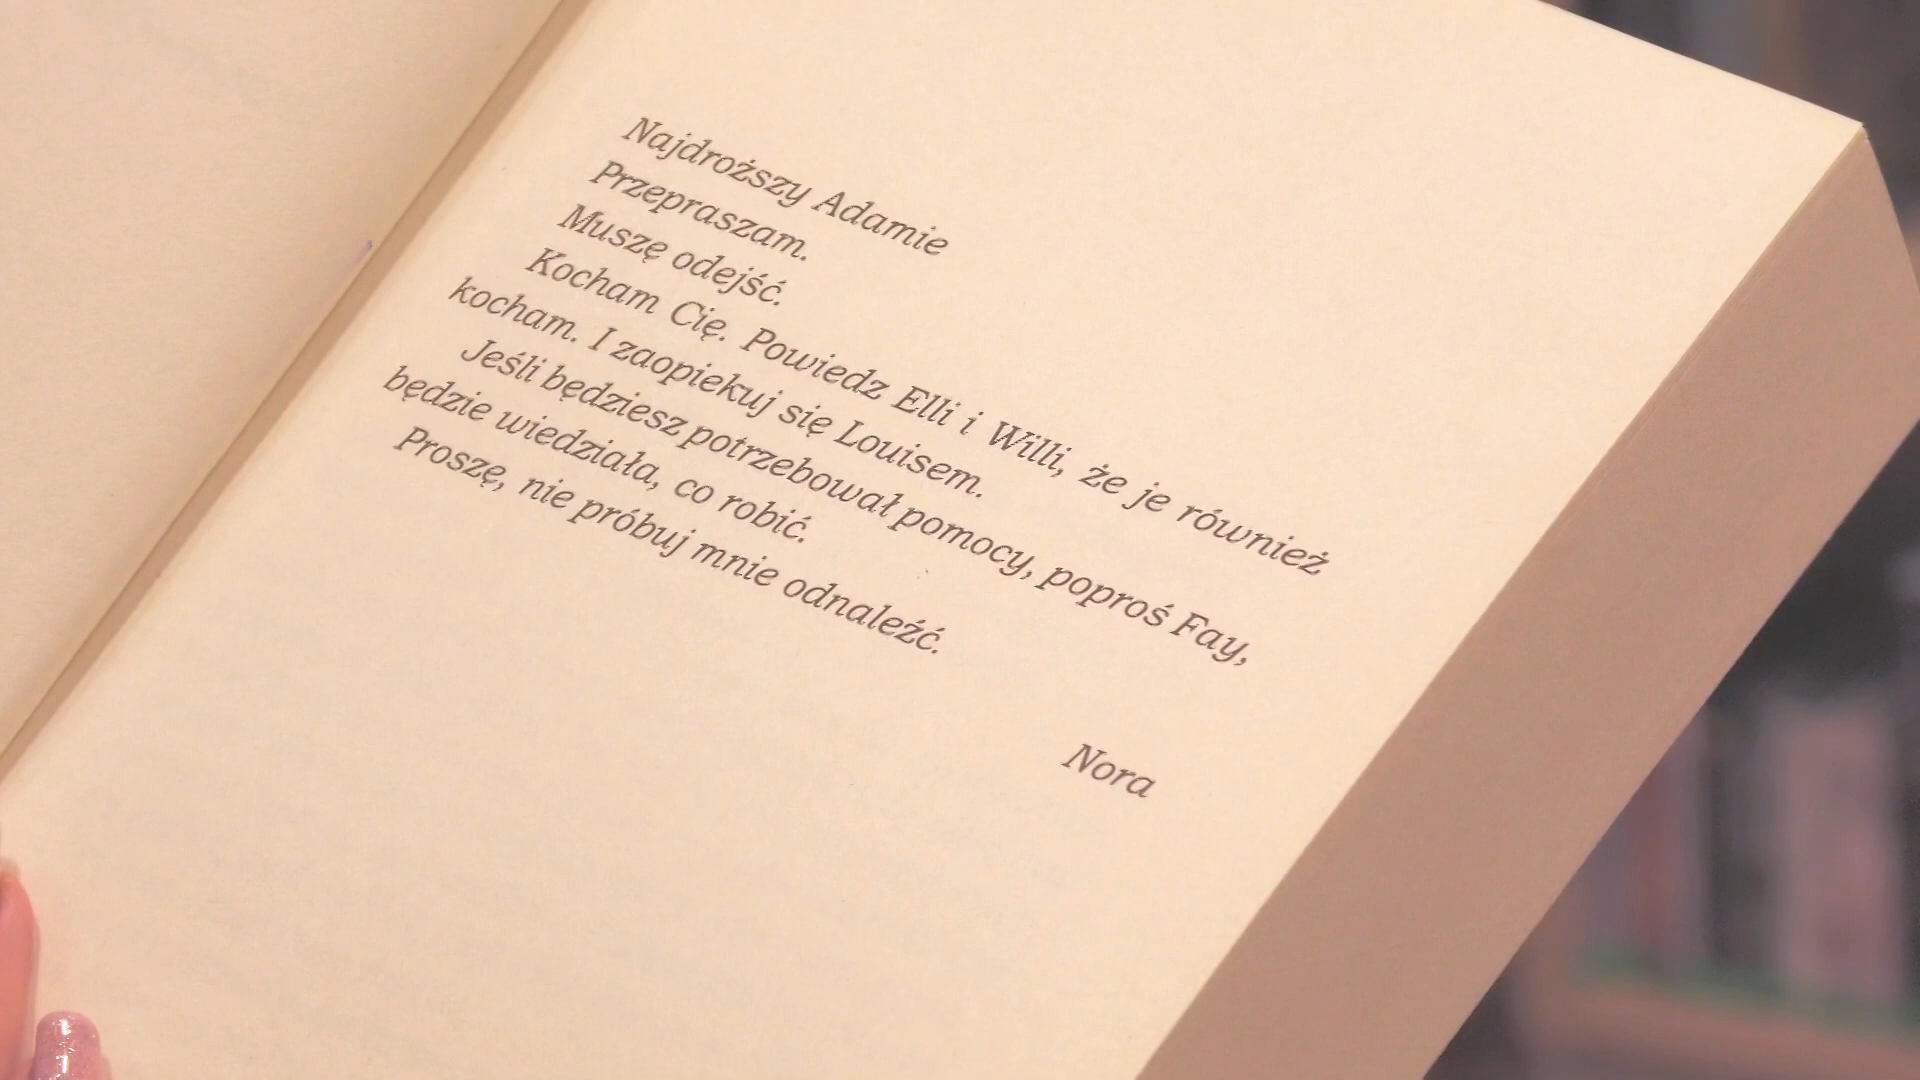 Najdroższy Adamie
Przepraszam.
Muszę odejść.
Kocham Cię. Powiedz Elli i Willi, że je również
kocham. I zaopiekuj się Louisem.
Jeśli będziesz potrzebował pomocy, poproś Fay,
będzie wiedziała, co robić.
Proszę, nie próbuj mnie odnaleźć.
Nora